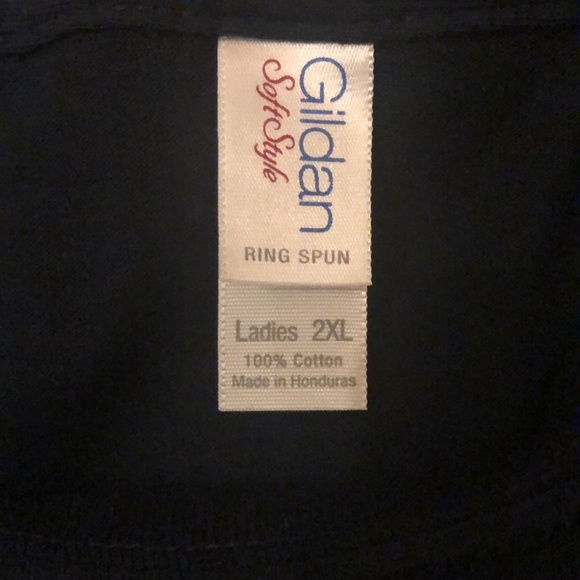 Gildan
SoftStyle
RING SPUN
Ladies 2XL
100% Cotton
Made in Honduras